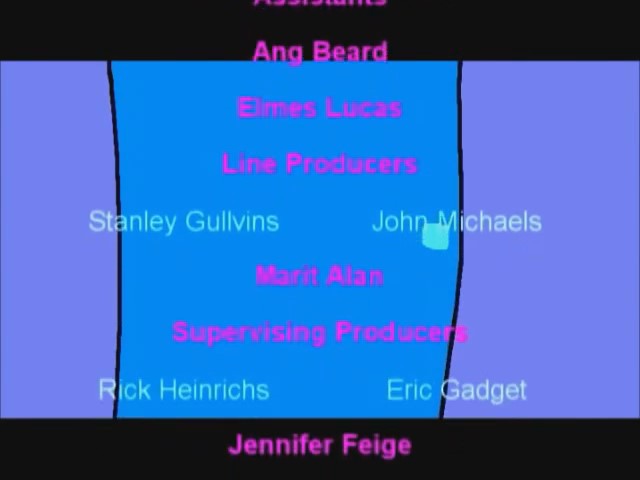 Assistants
Ang Beard
Elmes Lucas
Line Producers
Stanley Gullvins John Michaels
Marit Alan
Supervising Producers
Rick Heinrichs Eric Gadget
Jennifer Feige